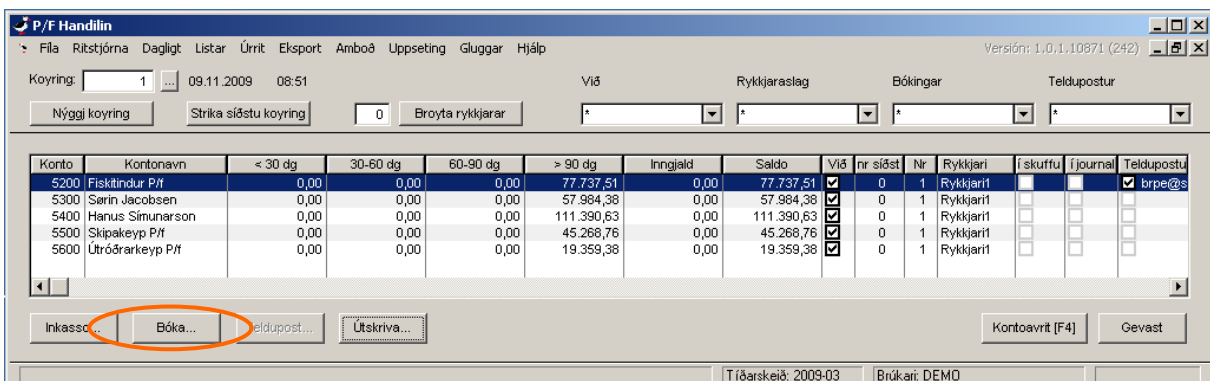 P/F Handilin
Fíla Ritstjórna Dagligt Listar Úrrit Eksport Amboð Uppseting Gluggar Hjálp Versión: 1.0.1.10871 (242)
Koyring: 1 ... 09.11.2009 08:51 Við Rykkjaraslag Bókingar Teldupostur
Nýggj koyring Strika síðstu koyring 0 Broyta rykkjarar * * * *
Konto Kontonavn < 30 dg 30-60 dg 60-90 dg > 90 dg Inngjald Saldo Við nr síðst Nr Rykkjari í skuffu í journal Teldupostu
5200 Fiskitindur P/f 0,00 0,00 0,00 77.737,51 0,00 77.737,51 0 1 Rykkjari1 brpe@s
5300 Sørin Jacobsen 0,00 0,00 0,00 57.984,38 0,00 57.984,38 0 1 Rykkjari1
5400 Hanus Símunarson 0,00 0,00 0,00 111.390,63 0,00 111.390,63 0 1 Rykkjari1
5500 Skipakeyp P/f 0,00 0,00 0,00 45.268,76 0,00 45.268,76 0 1 Rykkjari1
5600 Útróðrarkeyp P/f 0,00 0,00 0,00 19.359,38 0,00 19.359,38 0 1 Rykkjari1
Inkasso... Bóka... Teldupost... Útskriva... Kontoavrit [F4] Gevast
Tíðarskeið: 2009-03 Brúkari: DEMO